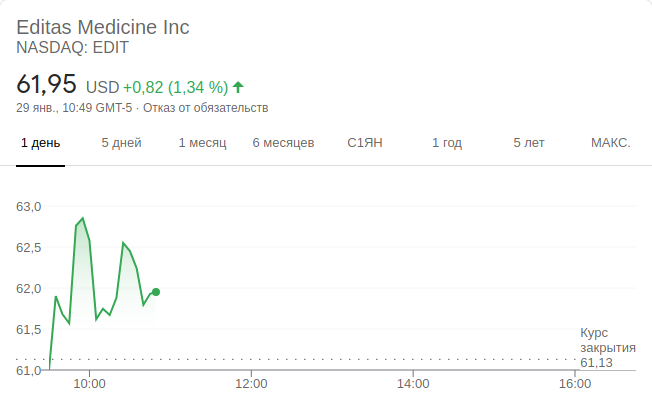 Editas Medicine Inc
NASDAQ: EDIT
61,95 USD +0,82 (1,34 %)
29 янв., 10:49 GMT-5 · Отказ от обязательств
1 день 5 дней 1 месяц 6 месяцев С1ЯН 1 год 5 лет МАКС.
63,0
62,5
62,0
61,5
61,0
Курс
закрытия
61,13
10:00 12:00 14:00 16:00